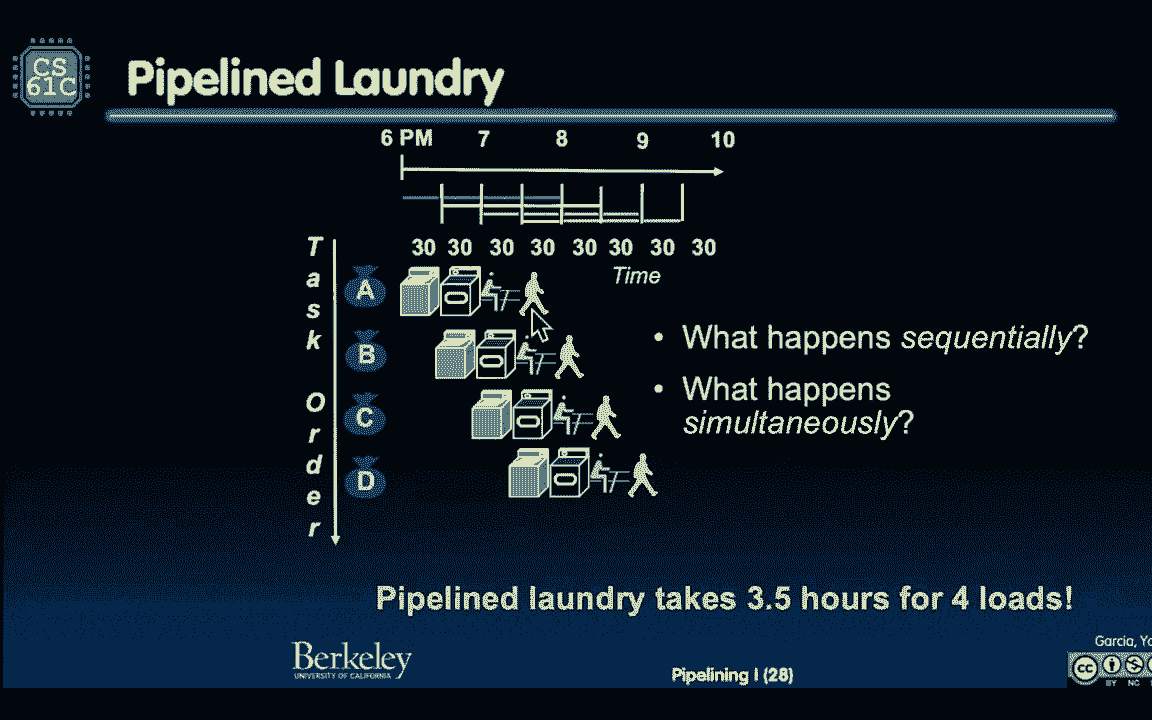 CS
61C
Pipelined Laundry
6 PM 7 8 9 10
30 30 30 30 30 30 30 30
Time
Task Order
A
B
C
D
• What happens sequentially?
• What happens
simultaneously?
Pipelined laundry takes 3.5 hours for 4 loads!
Berkeley
UNIVERSITY OF CALIFORNIA
Pipelining I (28)
Garcia,
cc
BY NC